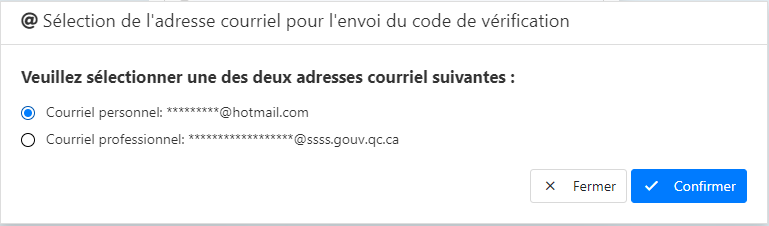 @ Sélection de l'adresse courriel pour l'envoi du code de vérification
Veuillez sélectionner une des deux adresses courriel suivantes :
Courriel personnel: *********@hotmail.com
Courriel professionnel: ******************@ssss.gouv.qc.ca
Fermer
Confirmer